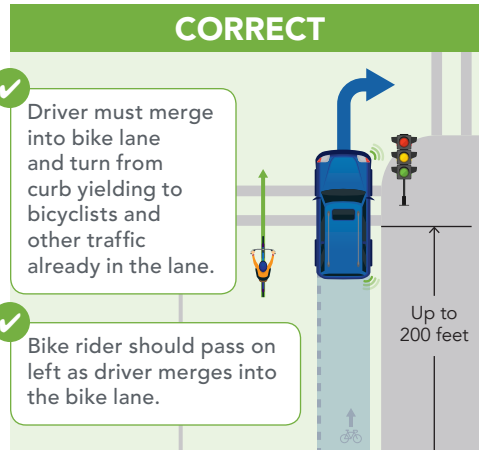 CORRECT
Driver must merge
into bike lane
and turn from
curb yielding to
bicyclists and
other traffic
already in the lane.
Bike rider should pass on
left as driver merges into
the bike lane.
Up to
200 feet